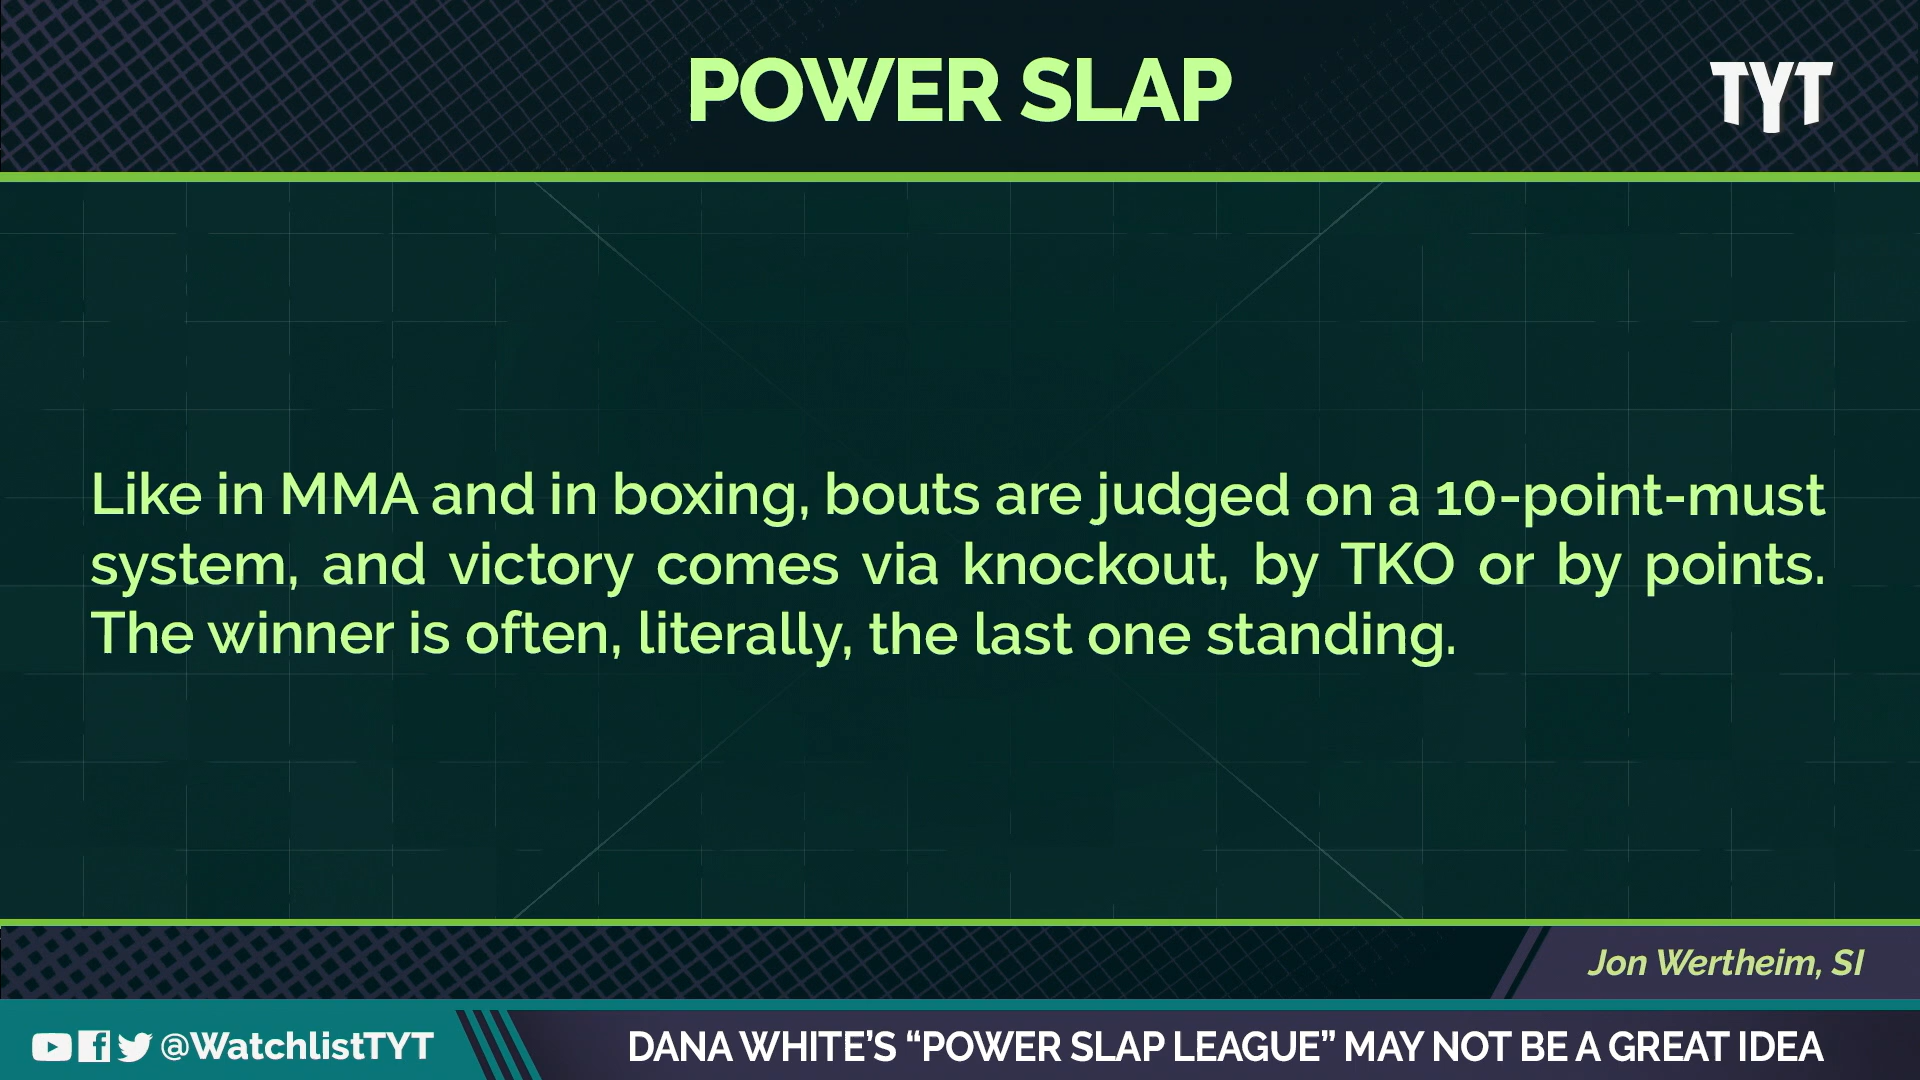 POWER SLAP
TYT
Like in MMA and in boxing, bouts are judged on a 10-point-must
system, and victory comes via knockout, by TKO or by points.
The winner is often, literally, the last one standing.
Jon Wertheim, SI
@WatchlistTYT
DANA WHITE’S “POWER SLAP LEAGUE” MAY NOT BE A GREAT IDEA